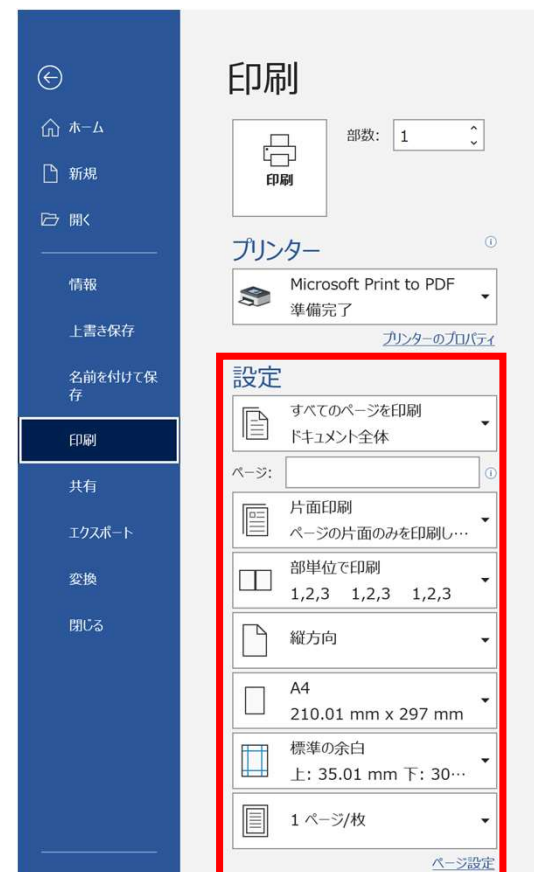 印刷
ホーム
新規
開く
情報
上書き保存
名前を付けて保
存
印刷
共有
エクスポート
変換
閉じる
印刷
部数: 1
プリンター
Microsoft Print to PDF
準備完了
プリンターのプロパティ
設定
すべてのページを印刷
ドキュメント全体
ページ:
片面印刷
ページの片面のみを印刷し…
部単位で印刷
1,2,3 1,2,3 1,2,3
縦方向
A4
210.01 mm x 297 mm
標準の余白
上: 35.01 mm 下: 30…
1 ページ/枚
ページ設定